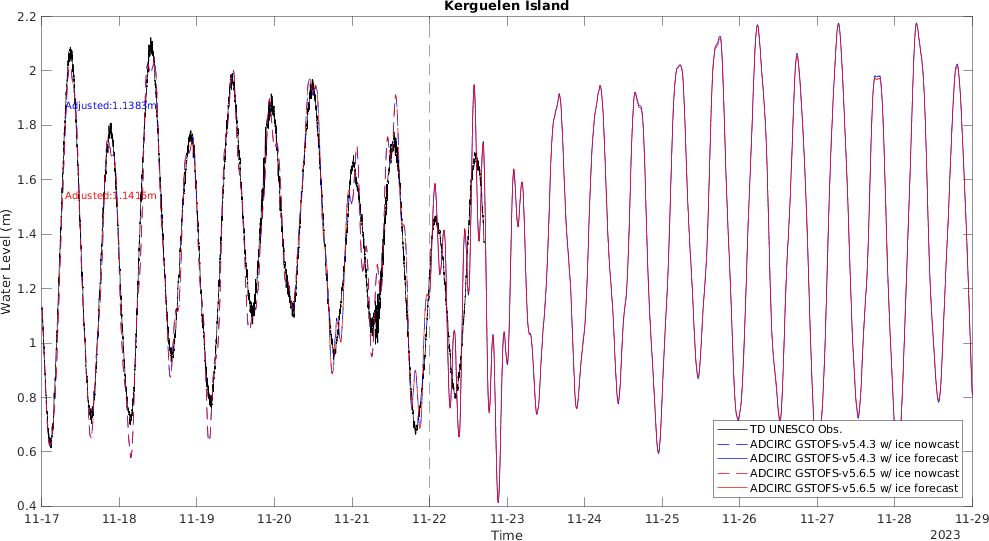 Kerguelen Island
2.2
2
1.8
1.6
1.4
1.2
1
0.8
0.6
0.4
Water Level (m)
Adjusted:1.1383m
Adjusted:1.1415m
TD UNESCO Obs.
ADCIRC GSTOFS-v5.4.3 w/ ice nowcast
ADCIRC GSTOFS-v5.4.3 w/ ice forecast
ADCIRC GSTOFS-v5.6.5 w/ ice nowcast
ADCIRC GSTOFS-v5.6.5 w/ ice forecast
11-17 11-18 11-19 11-20 11-21 11-22 11-23 11-24 11-25 11-26 11-27 11-28 11-29
Time
2023